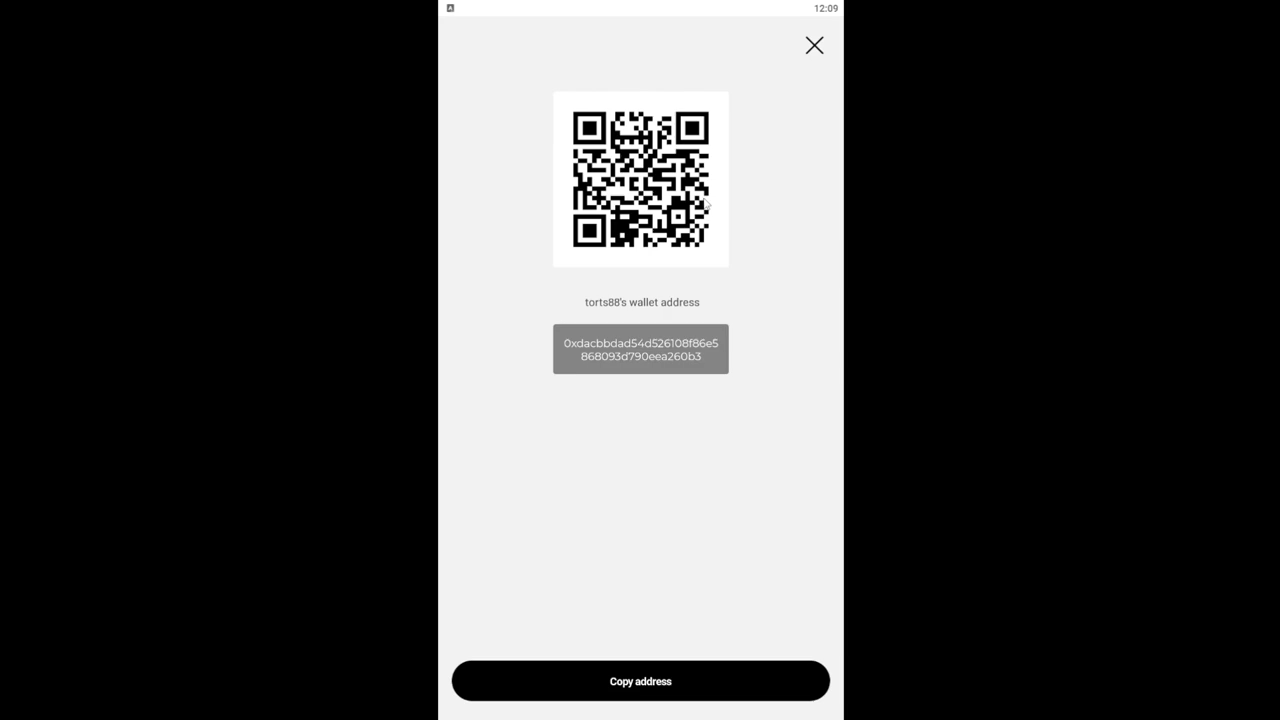 12:09
torts88's wallet address
0xdacbbdad54d526108f86e5
868093d790eea260b3
Copy address